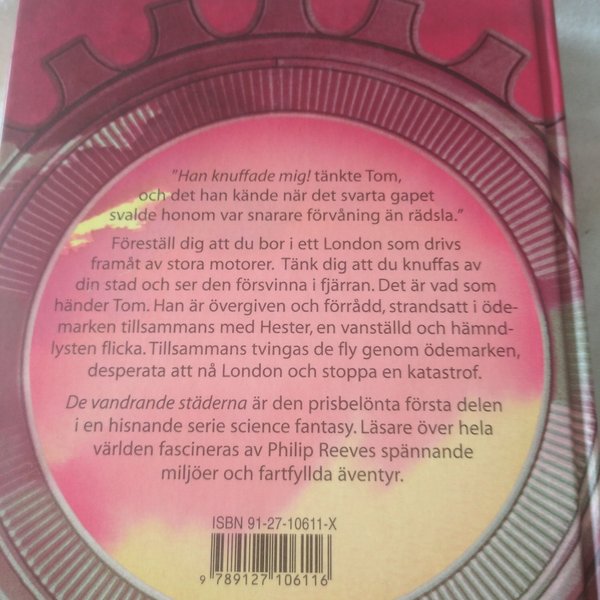 "Han knuffade mig! tänkte Tom,
och det han kände när det svarta gapet
svalde honom var snarare förvåning än rädsla."
Föreställ dig att du bor i ett London som drivs
framåt av stora motorer. Tänk dig att du knuffas av
din stad och ser den försvinna i fjärran. Det är vad som
händer Tom. Han är övergiven och förrådd, strandsatt i öde-
marken tillsammans med Hester, en vanställd och hämnd-
lysten flicka. Tillsammans tvingas de fly genom ödemarken,
desperata att nå London och stoppa en katastrof.
De vandrande städerna är den prisbelönta första delen
i en hisnande serie science fantasy. Läsare över hela
världen fascineras av Philip Reeves spännande
miljöer och fartfyllda äventyr.
ISBN 91-27-10611-X
9 789127 106116